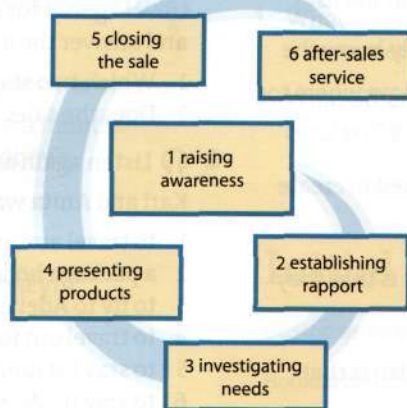 5 closing
the sale
6 after-sales
service
1 raising
awareness
4 presenting
products
2 establishing
rapport
3 investigating
needs